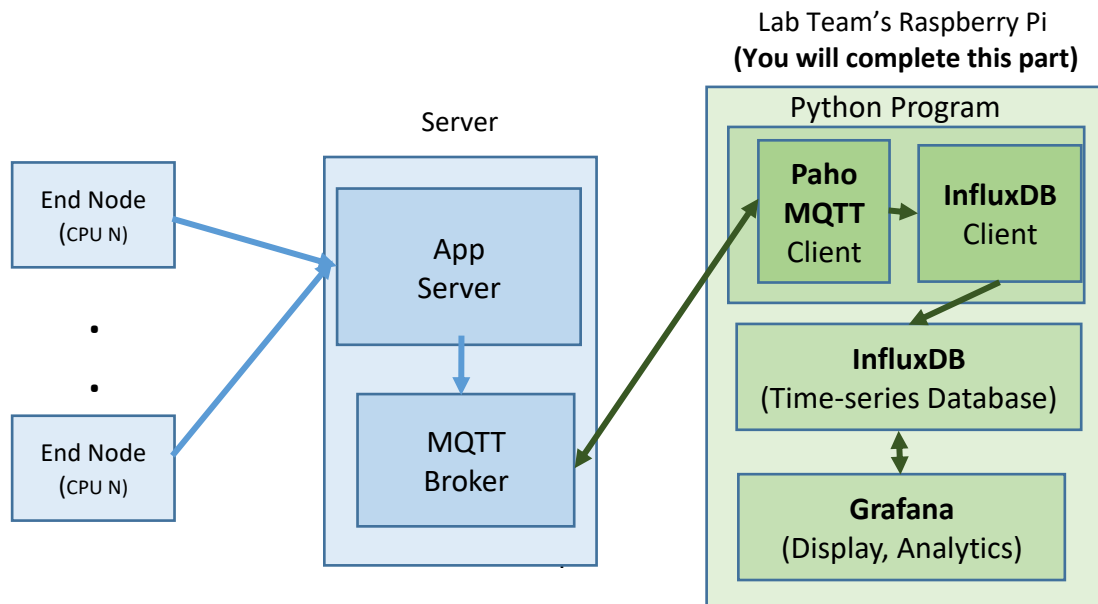 Lab Team's Raspberry Pi
(You will complete this part)
Python Program
Server
End Node
(CPU N)
.
.
End Node
(CPU N)
App
Server
MQTT
Broker
Paho
MQTT
Client
InfluxDB
Client
InfluxDB
(Time-series Database)
Grafana
(Display, Analytics)